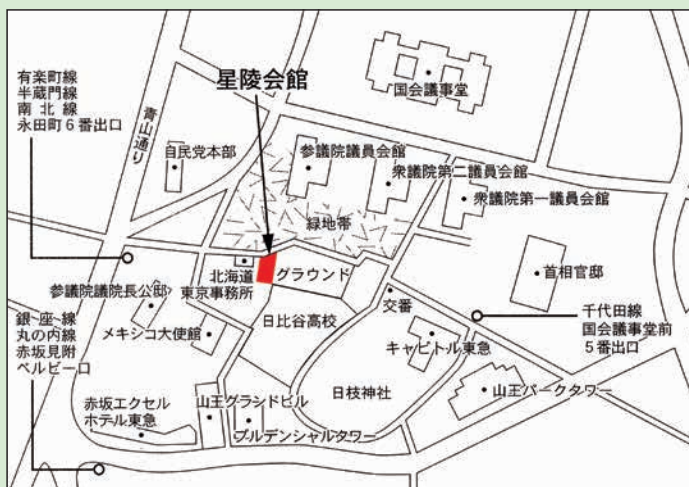 有楽町線
半蔵門線
南北線
永田町6番出口
青山通り
自民党本部
星陵会館
国会議事堂
参議院議員会館
衆議院第二議員会館
衆議院第一議員会館
緑地帯
北海道
東京事務所
グラウンド
首相官邸
参議院議長公邸
メキシコ大使館
日比谷高校
交番
千代田線
国会議事堂前
5番出口
銀座線
丸の内線
赤坂見附
ベルビー口
キャピトル東急
日枝神社
山王パークタワー
赤坂エクセル
ホテル東急
山王グランドビル
プルデンシャルタワー